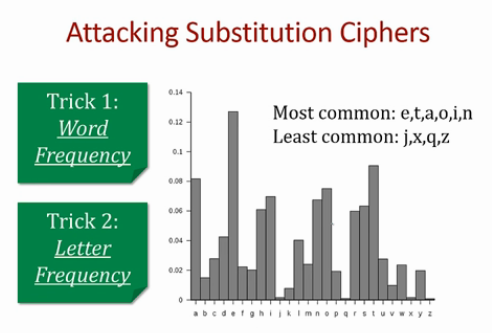 Attacking Substitution Ciphers
Trick 1:
Word
Frequency
Trick 2:
Letter
Frequency
Most common: e,t,a,o,i,n
Least common: j,x,q,z
0.14
0.12
0.1
0.08
0.06
0.04
0.02
0
a b c d e f g h i j k l m n o p q r s t u v w x y z